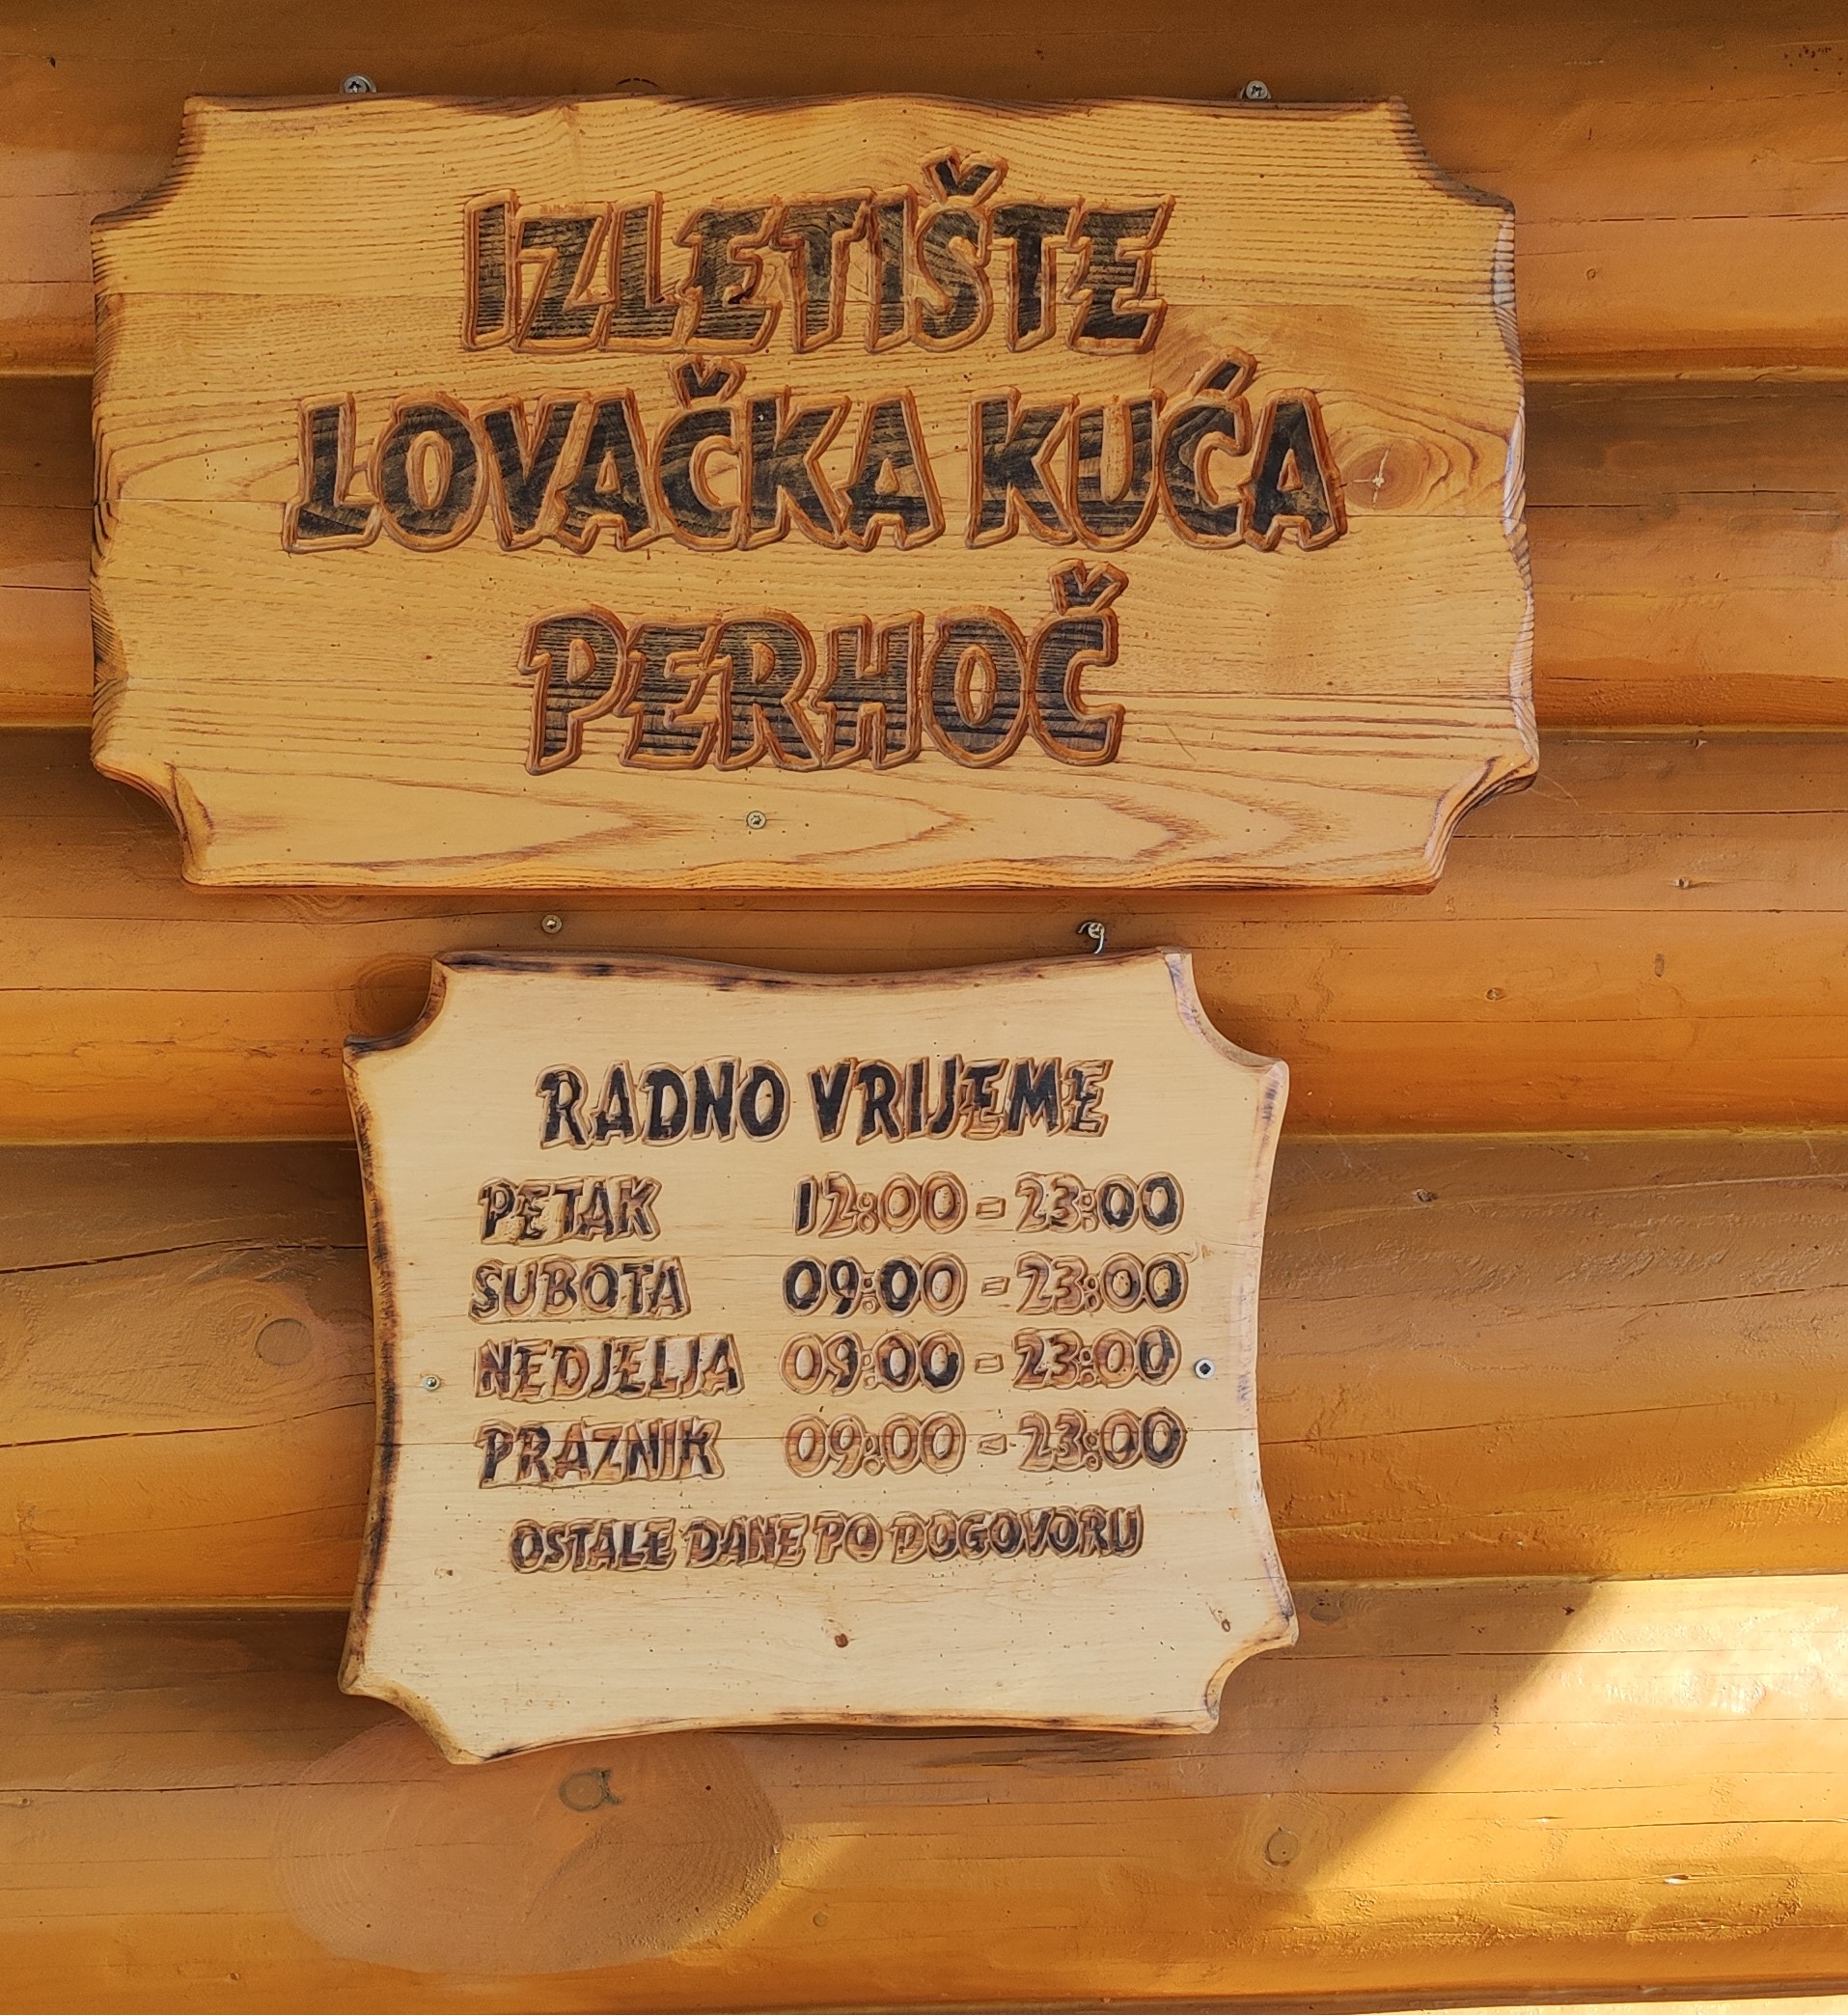 IZLETIŠTE
LOVAČKA KUĆA
PERHOČ
RADNO VRIJEME
PETAK 12:00 - 23:00
SUBOTA 09:00 - 23:00
NEDJELJA 09:00 - 23:00
PRAZNIK 09:00 - 23:00
OSTALE DANE PO DOGOVORU